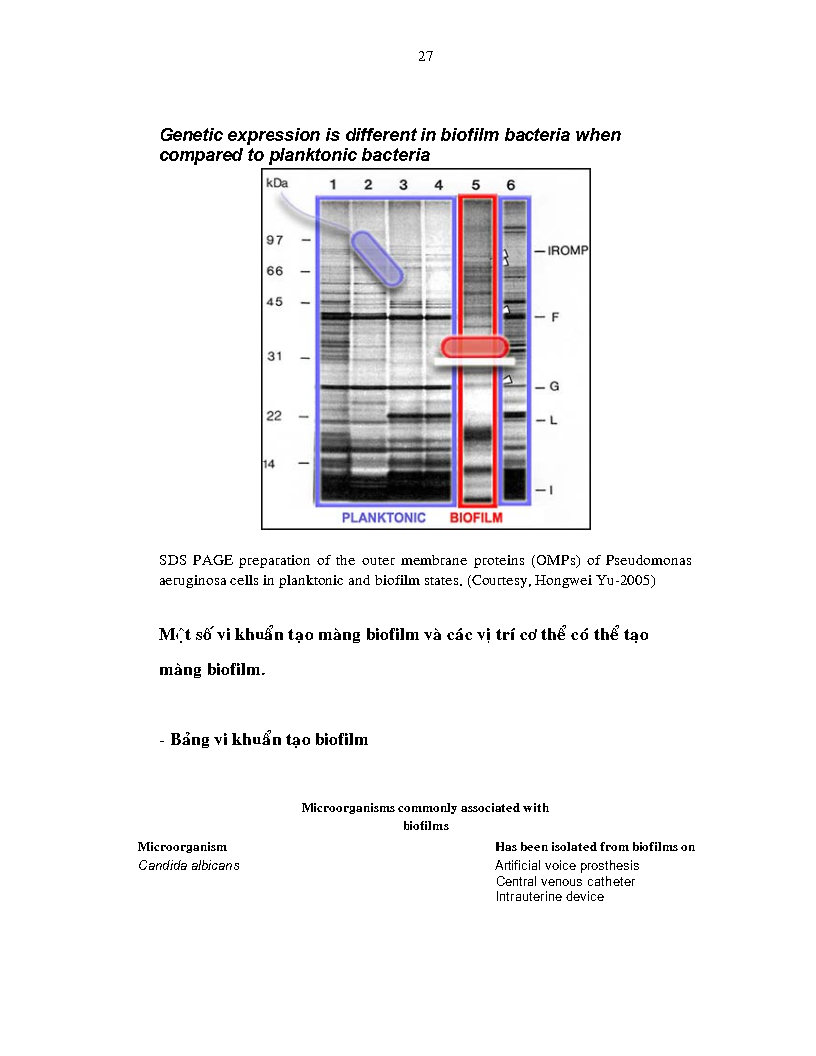 27
Genetic expression is different in biofilm bacteria when
compared to planktonic bacteria
kDa 1 2 3 4 5 6
97
IROMP
66
45
F
31
G
22
L
14
I
PLANKTONIC BIOFILM
SDS PAGE preparation of the outer membrane proteins (OMPs) of Pseudomonas
aeruginosa cells in planktonic and biofilm states. (Courtesy, Hongwei Yu-2005)
Một số vi khuẩn tạo màng biofilm và các vị trí cơ thể có thể tạo
màng biofilm.
- Bảng vi khuẩn tạo biofilm
Microorganisms commonly associated with
biofilms
Microorganism Has been isolated from biofilms on
Candida albicans Artificial voice prosthesis
Central venous catheter
Intrauterine device